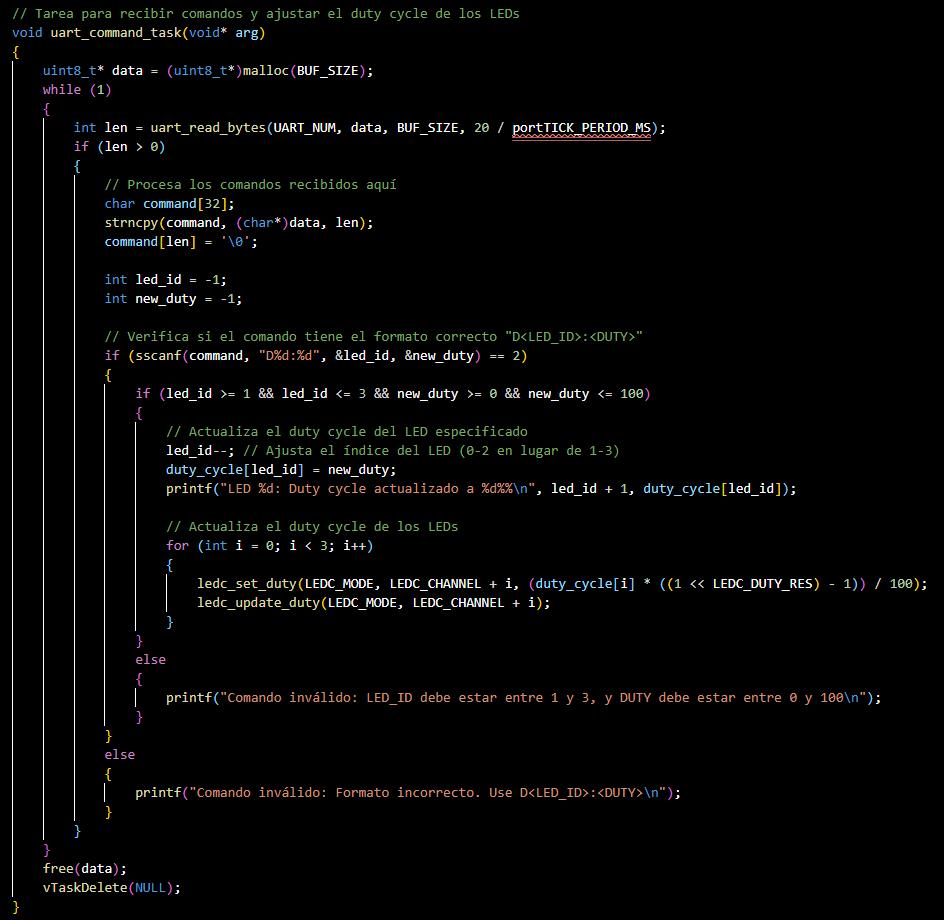 // Tarea para recibir comandos y ajustar el duty cycle de los LEDs
void uart_command_task(void* arg)
{
    uint8_t* data = (uint8_t*)malloc(BUF_SIZE);
    while (1)
    {
        int len = uart_read_bytes(UART_NUM, data, BUF_SIZE, 20 / portTICK_PERIOD_MS);
        if (len > 0)
        {
            // Procesa los comandos recibidos aquí
            char command[32];
            strncpy(command, (char*)data, len);
            command[len] = '\0';

            int led_id = -1;
            int new_duty = -1;

            // Verifica si el comando tiene el formato correcto "D<LED_ID>:<DUTY>"
            if (sscanf(command, "D%d:%d", &led_id, &new_duty) == 2)
            {
                if (led_id >= 1 && led_id <= 3 && new_duty >= 0 && new_duty <= 100)
                {
                    // Actualiza el duty cycle del LED especificado
                    led_id--; // Ajusta el índice del LED (0-2 en lugar de 1-3)
                    duty_cycle[led_id] = new_duty;
                    printf("LED %d: Duty cycle actualizado a %d%%\n", led_id + 1, duty_cycle[led_id]);

                    // Actualiza el duty cycle de los LEDs
                    for (int i = 0; i < 3; i++)
                    {
                        ledc_set_duty(LEDC_MODE, LEDC_CHANNEL + i, (duty_cycle[i] * ((1 << LEDC_DUTY_RES) - 1)) / 100);
                        ledc_update_duty(LEDC_MODE, LEDC_CHANNEL + i);
                    }
                }
                else
                {
                    printf("Comando inválido: LED_ID debe estar entre 1 y 3, y DUTY debe estar entre 0 y 100\n");
                }
            }
            else
            {
                printf("Comando inválido: Formato incorrecto. Use D<LED_ID>:<DUTY>\n");
            }
        }
    }
    free(data);
    vTaskDelete(NULL);
}